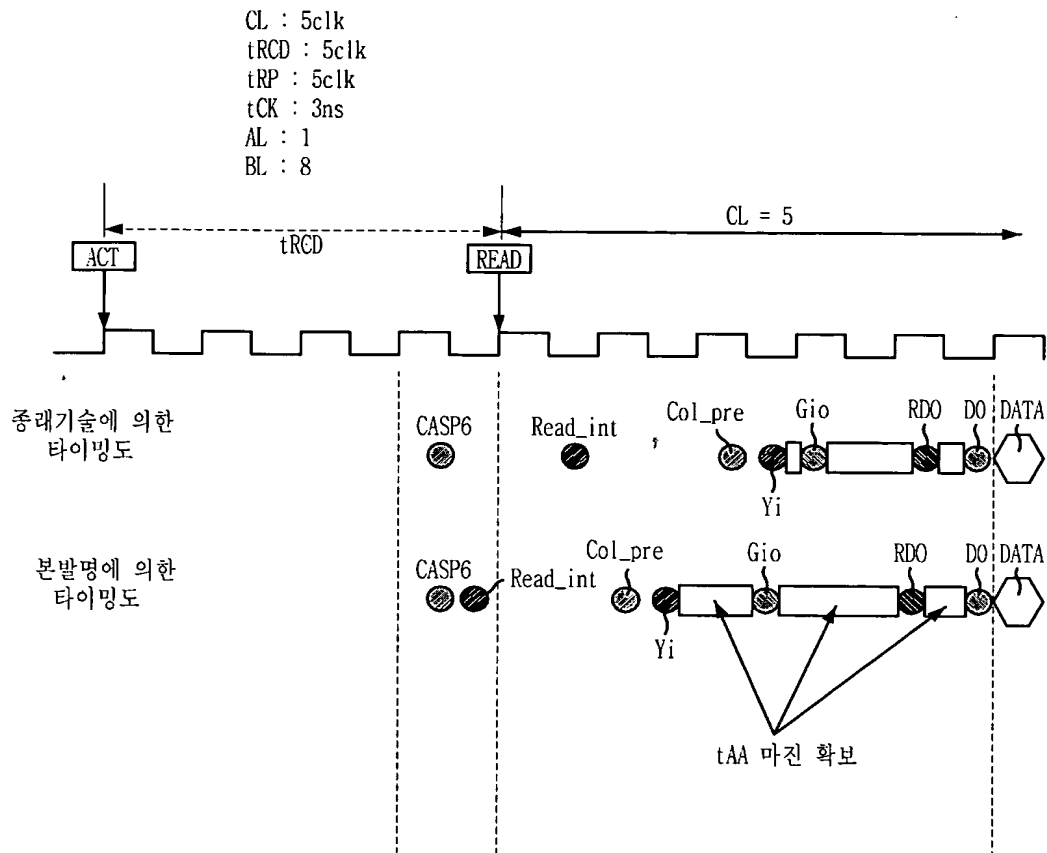 CL : 5clk
tRCD : 5clk
tRP : 5clk
tCK : 3ns
AL : 1
BL : 8
CL = 5
tRCD
ACT
READ
종래기술에 의한
타이밍도
CASP6
Read_int
Col_pre
Gio
RDO
DO
DATA
Yi
본발명에 의한
타이밍도
CASP6
Read_int
Col_pre
Gio
RDO
DO
DATA
Yi
tAA 마진 확보